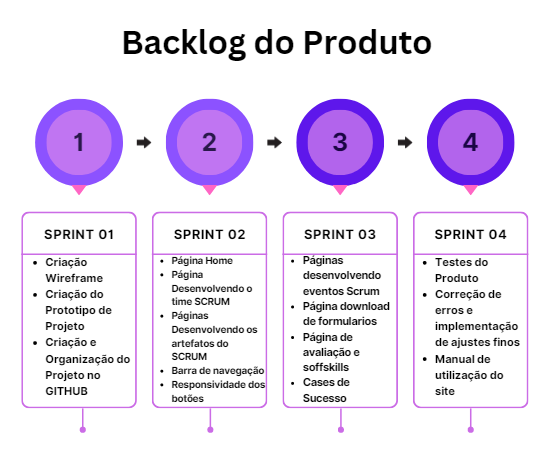 Backlog do Produto
1
2
3
4
SPRINT 01
• Criação
Wireframe
• Criação do
Prototipo de
Projeto
• Criação e
Organização do
Projeto no
GITHUB
SPRINT 02
• Página Home
• Página
Desenvolvendo o
time SCRUM
• Páginas
Desenvolvendo os
artefatos do
SCRUM
• Barra de navegação
• Responsividade dos
botões
SPRINT 03
• Páginas
desenvolvendo
eventos Scrum
• Página download
de formularios
• Página de
avaliação e
soffskills
• Cases de
Sucesso
SPRINT 04
• Testes do
Produto
• Correção de
erros e
implementação
de ajustes finos
• Manual de
utilização do
site